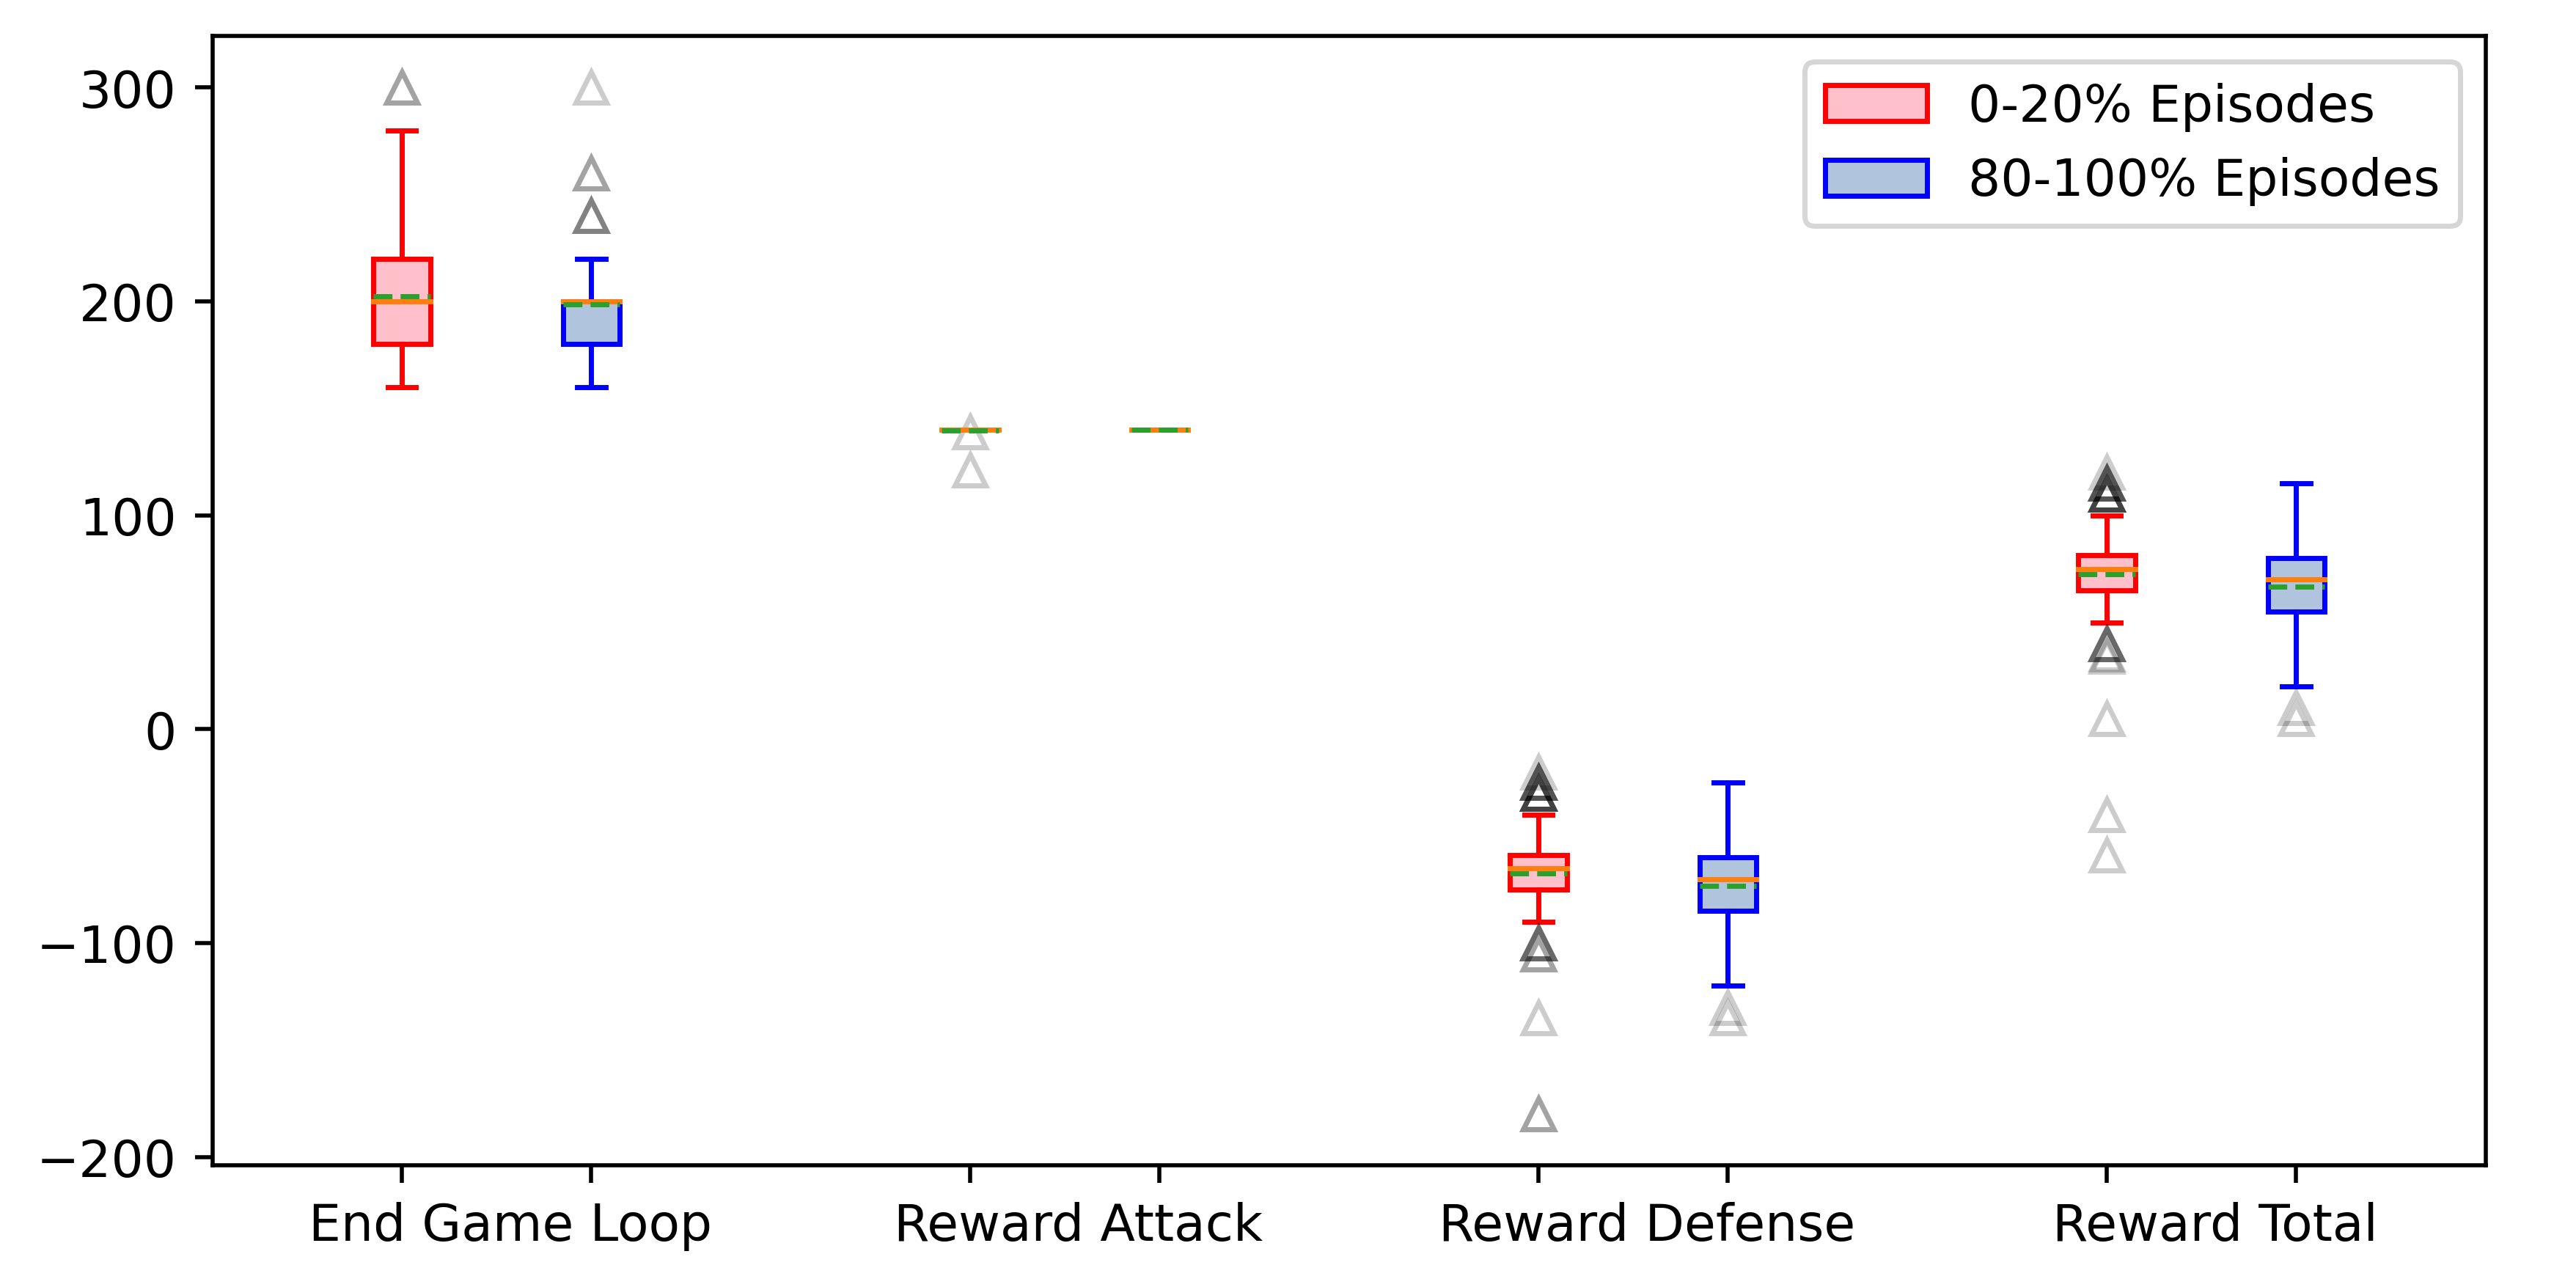 300
200
100
0
−100
−200
0-20% Episodes
80-100% Episodes
End Game Loop
Reward Attack
Reward Defense
Reward Total